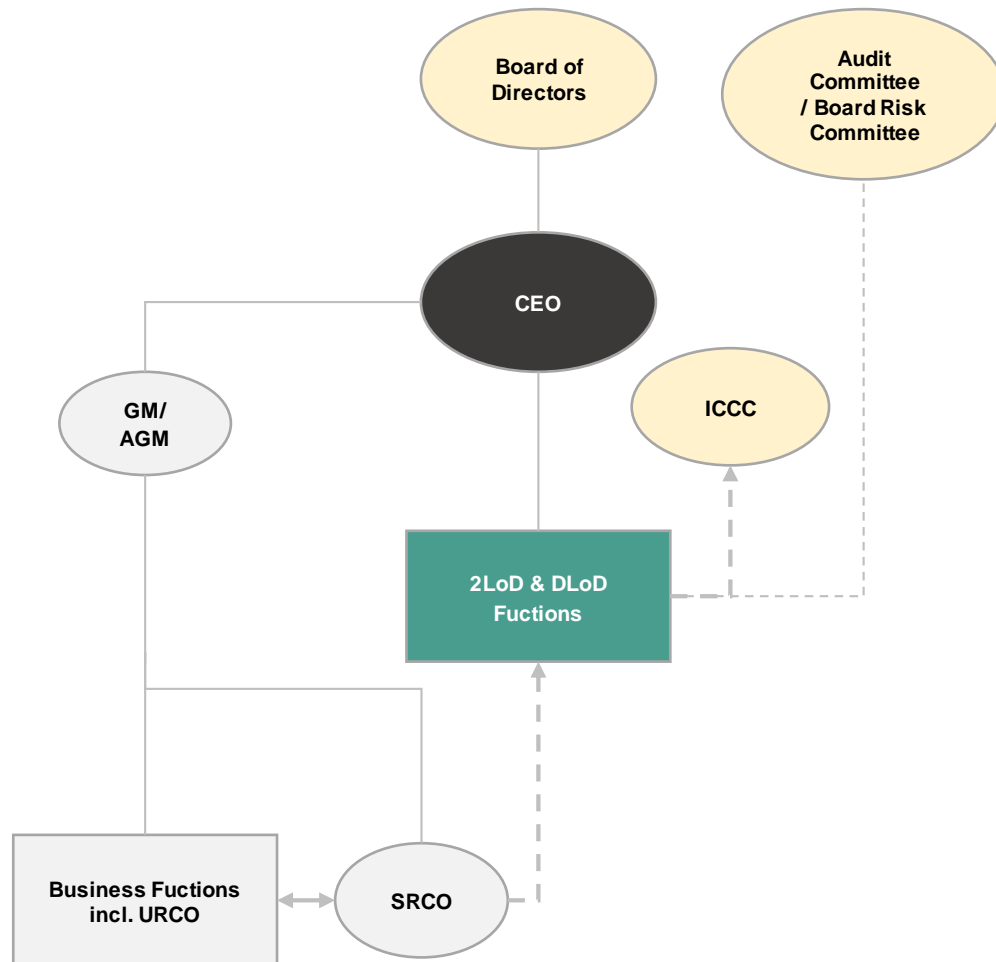 Board of
Directors
Audit
Committee
/ Board Risk
Committee
CEO
GM/
AGM
ICCC
2LoD & DLoD
Fuctions
Business Fuctions
incl. URCO
SRCO